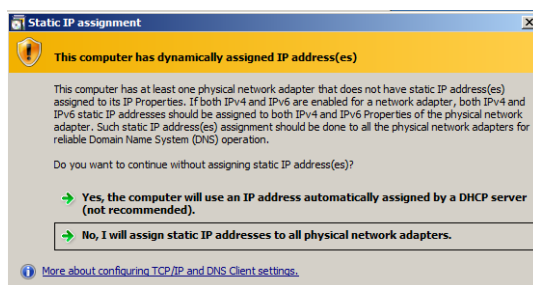 Static IP assignment
This computer has dynamically assigned IP address(es)
This computer has at least one physical network adapter that does not have static IP address(es)
assigned to its IP Properties. If both IPv4 and IPv6 are enabled for a network adapter, both IPv4 and
IPv6 static IP addresses should be assigned to both IPv4 and IPv6 Properties of the physical network
adapter. Such static IP address(es) assignment should be done to all the physical network adapters for
reliable Domain Name System (DNS) operation.
Do you want to continue without assigning static IP address(es)?
Yes, the computer will use an IP address automatically assigned by a DHCP server
(not recommended).
No, I will assign static IP addresses to all physical network adapters.
More about configuring TCP/IP and DNS Client settings.